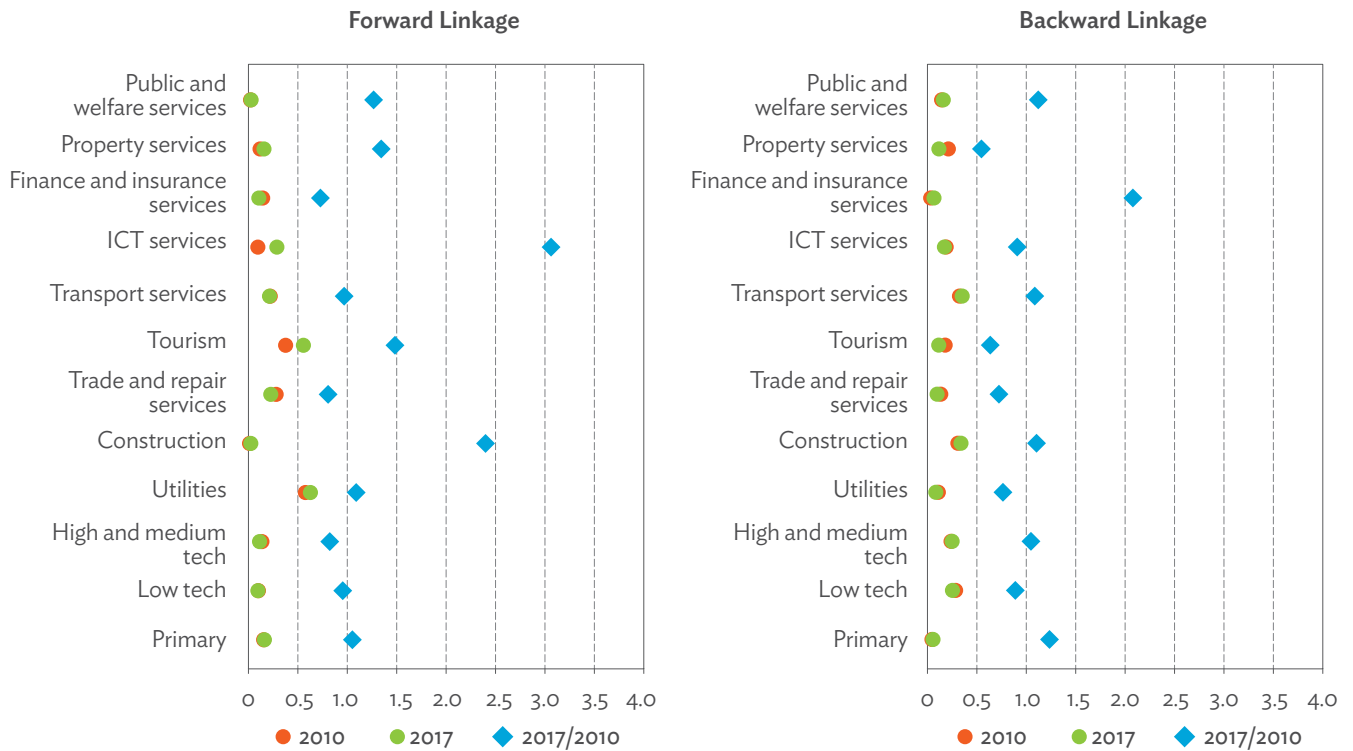 Forward Linkage
Public and
welfare services
Property services
Finance and insurance
services
ICT services
Transport services
Tourism
Trade and repair
services
Construction
Utilities
High and medium
tech
Low tech
Primary
0 0.5 1.0 1.5 2.0 2.5 3.0 3.5 4.0
2010 2017 2017/2010
Backward Linkage
Public and
welfare services
Property services
Finance and insurance
services
ICT services
Transport services
Tourism
Trade and repair
services
Construction
Utilities
High and medium
tech
Low tech
Primary
0 0.5 1.0 1.5 2.0 2.5 3.0 3.5 4.0
2010 2017 2017/2010